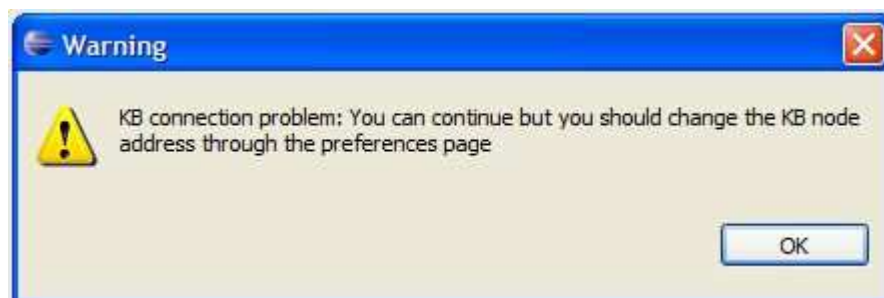 Warning
KB connection problem: You can continue but you should change the KB node
address through the preferences page
OK